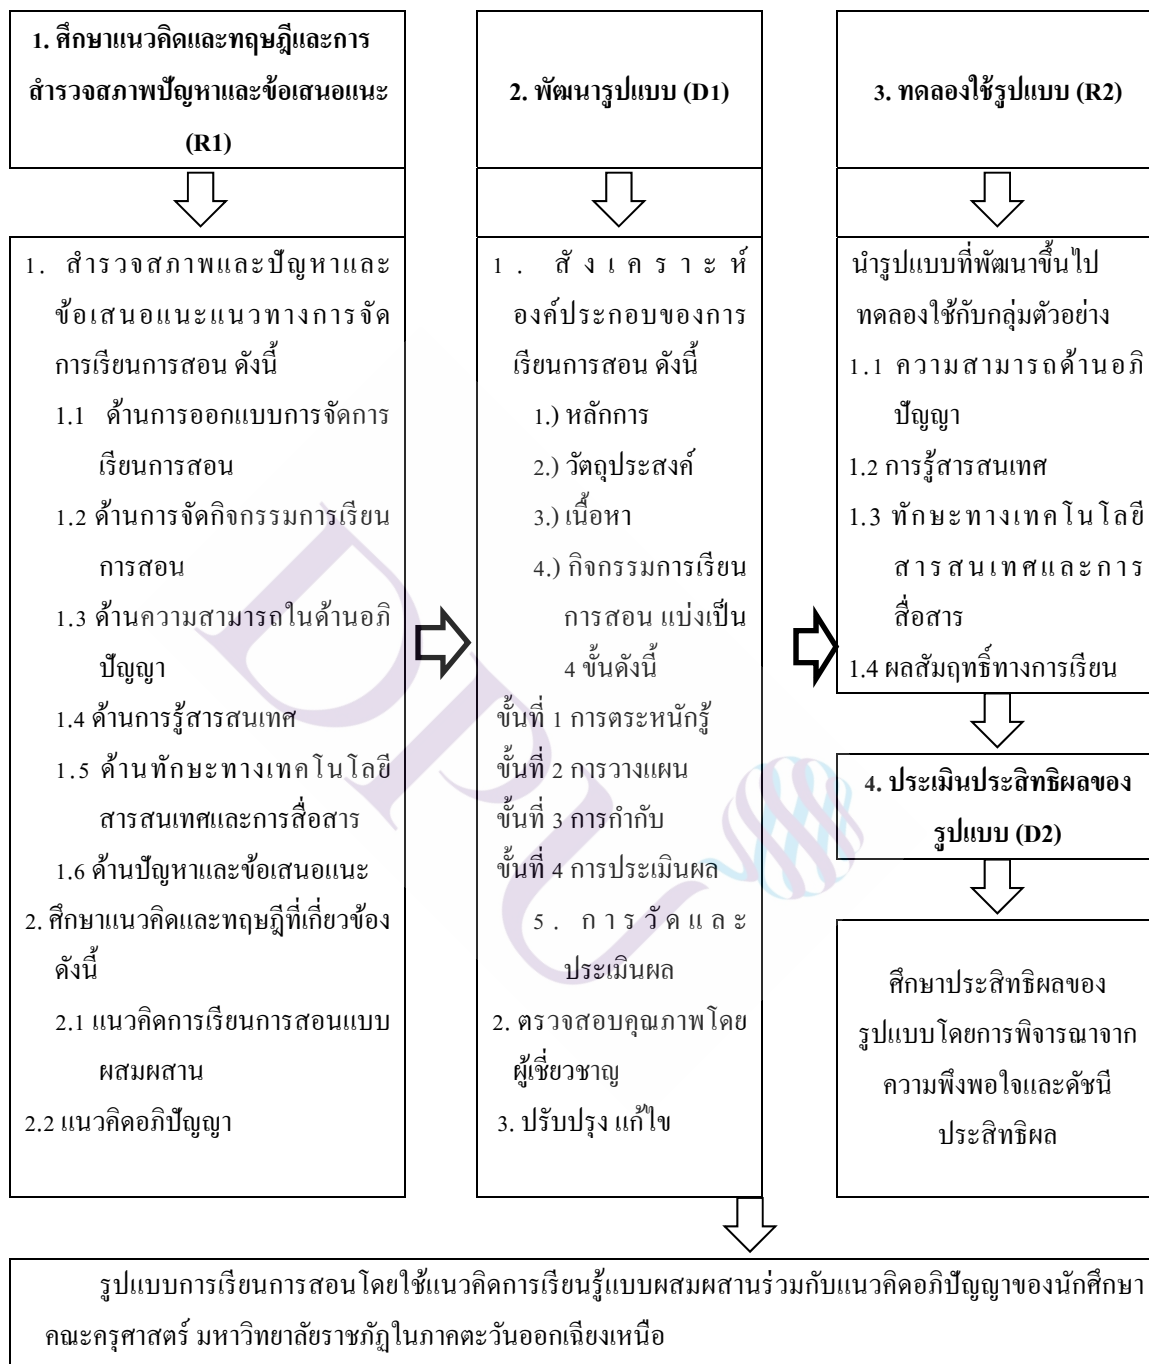 1. ศึกษาแนวคิดและทฤษฎีและการ
สำรวจสภาพปัญหาและข้อเสนอแนะ
(R1)
1. สำรวจสภาพและปัญหาและ
ข้อเสนอแนะแนวทางการจัด
การเรียนการสอน ดังนี้
1.1 ด้านการออกแบบการจัดการ
เรียนการสอน
1.2 ด้านการจัดกิจกรรมการเรียน
การสอน
1.3 ด้านความสามารถในด้านอภิ
ปัญญา
1.4 ด้านการรู้สารสนเทศ
1.5 ด้านทักษะทางเทคโนโลยี
สารสนเทศและการสื่อสาร
1.6 ด้านปัญหาและข้อเสนอแนะ
2. ศึกษาแนวคิดและทฤษฎีที่เกี่ยวข้อง
ดังนี้
2.1 แนวคิดการเรียนการสอนแบบ
ผสมผสาน
2.2 แนวคิดอภิปัญญา
2. พัฒนารูปแบบ (D1)
1. สังเคราะห์
องค์ประกอบของการ
เรียนการสอน ดังนี้
1.) หลักการ
2.) วัตถุประสงค์
3.) เนื้อหา
4.) กิจกรรมการเรียน
การสอน แบ่งเป็น
4 ขั้นดังนี้
ขั้นที่ 1 การตระหนักรู้
ขั้นที่ 2 การวางแผน
ขั้นที่ 3 การกำกับ
ขั้นที่ 4 การประเมินผล
5. การวัดและ
ประเมินผล
2. ตรวจสอบคุณภาพโดย
ผู้เชี่ยวชาญ
3. ปรับปรุง แก้ไข
3. ทดลองใช้รูปแบบ (R2)
นำรูปแบบที่พัฒนาขึ้นไป
ทดลองใช้กับกลุ่มตัวอย่าง
1.1 ความสามารถด้านอภิ
ปัญญา
1.2 การรู้สารสนเทศ
1.3 ทักษะทางเทคโนโลยี
สารสนเทศและการ
สื่อสาร
1.4 ผลสัมฤทธิ์ทางการเรียน
4. ประเมินประสิทธิผลของ
รูปแบบ (D2)
ศึกษาประสิทธิผลของ
รูปแบบโดยการพิจารณาจาก
ความพึงพอใจและดัชนี
ประสิทธิผล
รูปแบบการเรียนการสอนโดยใช้แนวคิดการเรียนรู้แบบผสมผสานร่วมกับแนวคิดอภิปัญญาของนักศึกษา
คณะครุศาสตร์ มหาวิทยาลัยราชภัฏในภาคตะวันออกเฉียงเหนือ
DPU